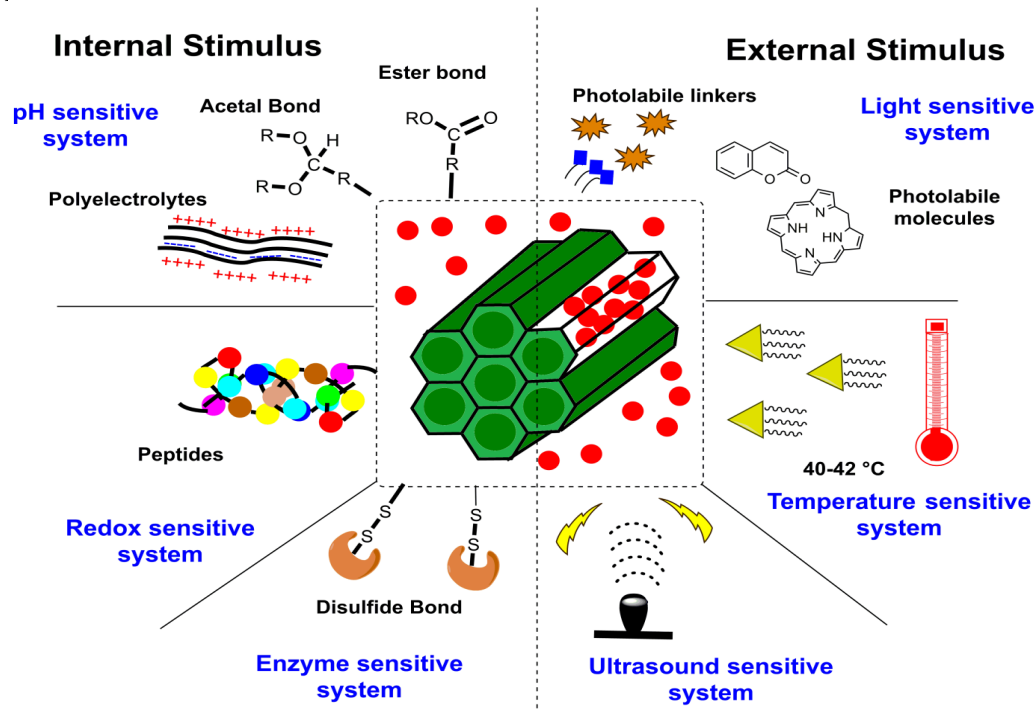 Internal Stimulus
External Stimulus
Ester bond
pH sensitive
system
Acetal Bond
RO
O
C
R
H
R
O
C
R
O
R
Polyelectrolytes
++++ ++++ ++++
++++ ++++ ++++
Photolabile linkers
Light sensitive
system
O
O
Photolabile
molecules
N
NH
HN
N
Peptides
Redox sensitive
system
S
S
S
S
Disulfide Bond
Enzyme sensitive
system
40-42 °C
Temperature sensitive
system
Ultrasound sensitive
system